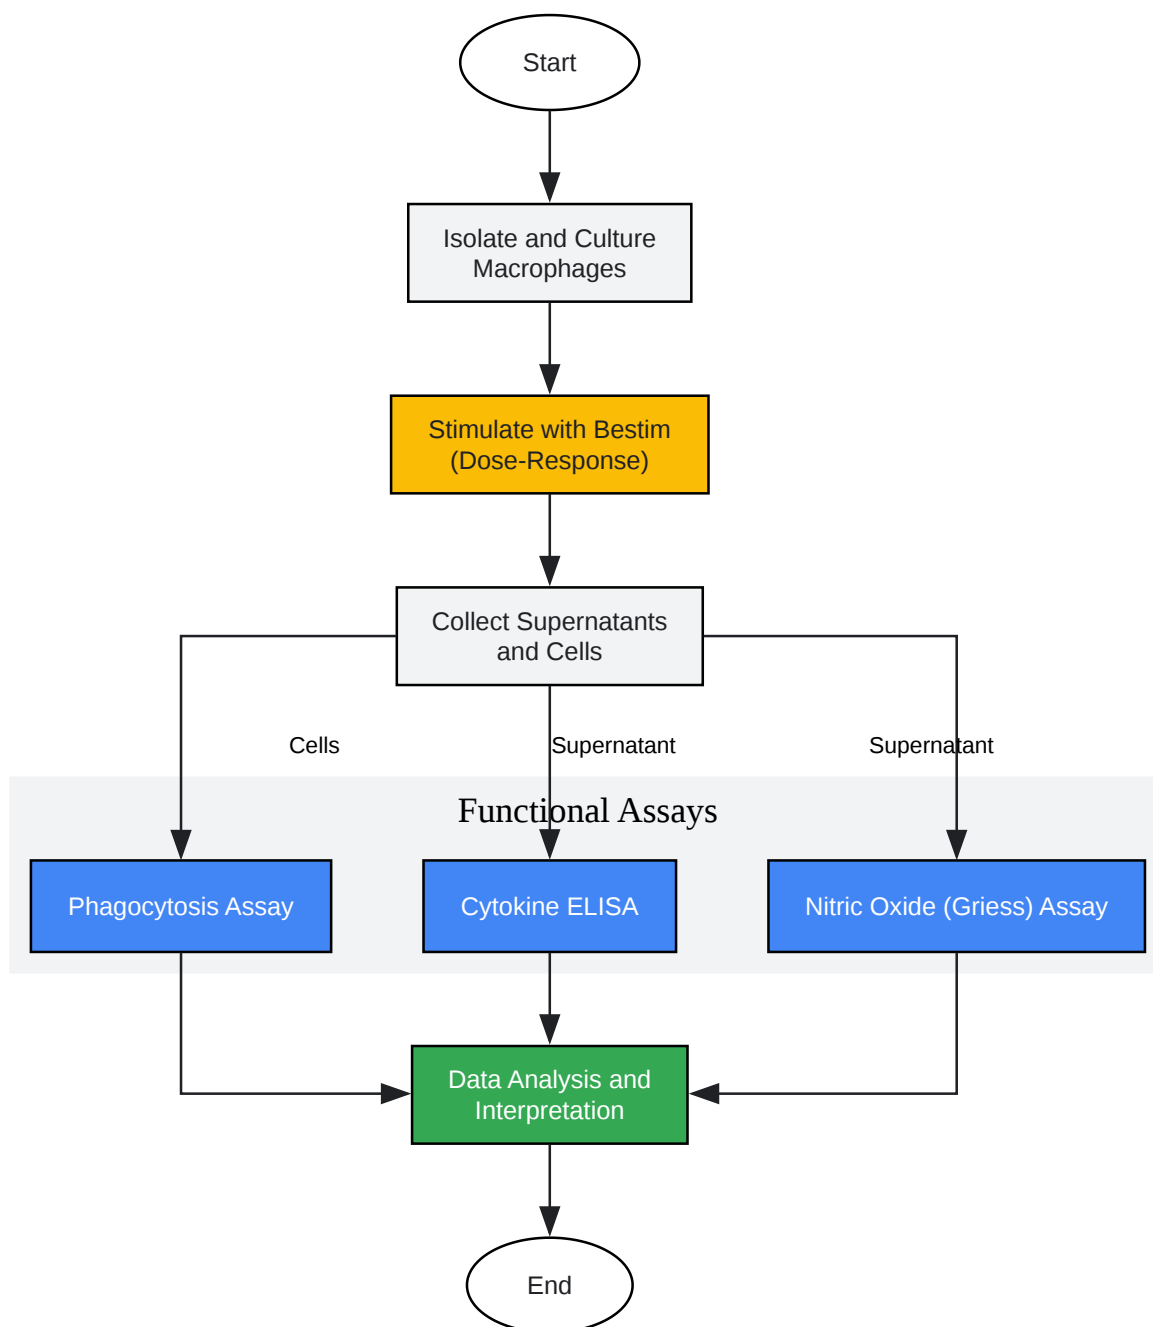 Start
Isolate and Culture
Macrophages
Stimulate with Bestim
(Dose-Response)
Collect Supernatants
and Cells
Cells
Supernatant
Supernatant
Functional Assays
Phagocytosis Assay
Cytokine ELISA
Nitric Oxide (Griess) Assay
Data Analysis and
Interpretation
End